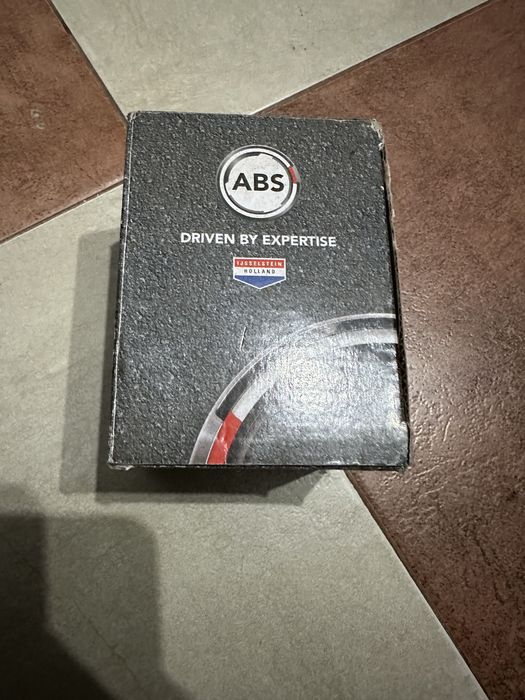 ABS
DRIVEN BY EXPERTISE
IJSSELSTEIN
HOLLAND